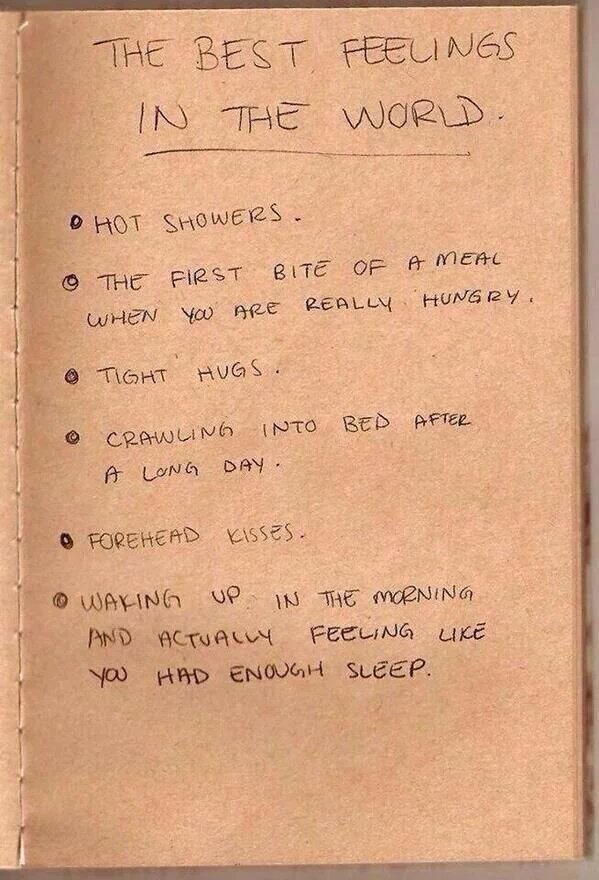 THE BEST FEELINGS
IN THE WORLD.
HOT SHOWERS.
THE FIRST BITE OF A MEAL
WHEN YOU ARE REALLY HUNGRY.
TIGHT HUGS.
CRAWLING INTO BED AFTER
A LONG DAY.
FOREHEAD KISSES.
WAKING UP IN THE MORNING
AND ACTUALLY FEELING LIKE
YOU HAD ENOUGH SLEEP.